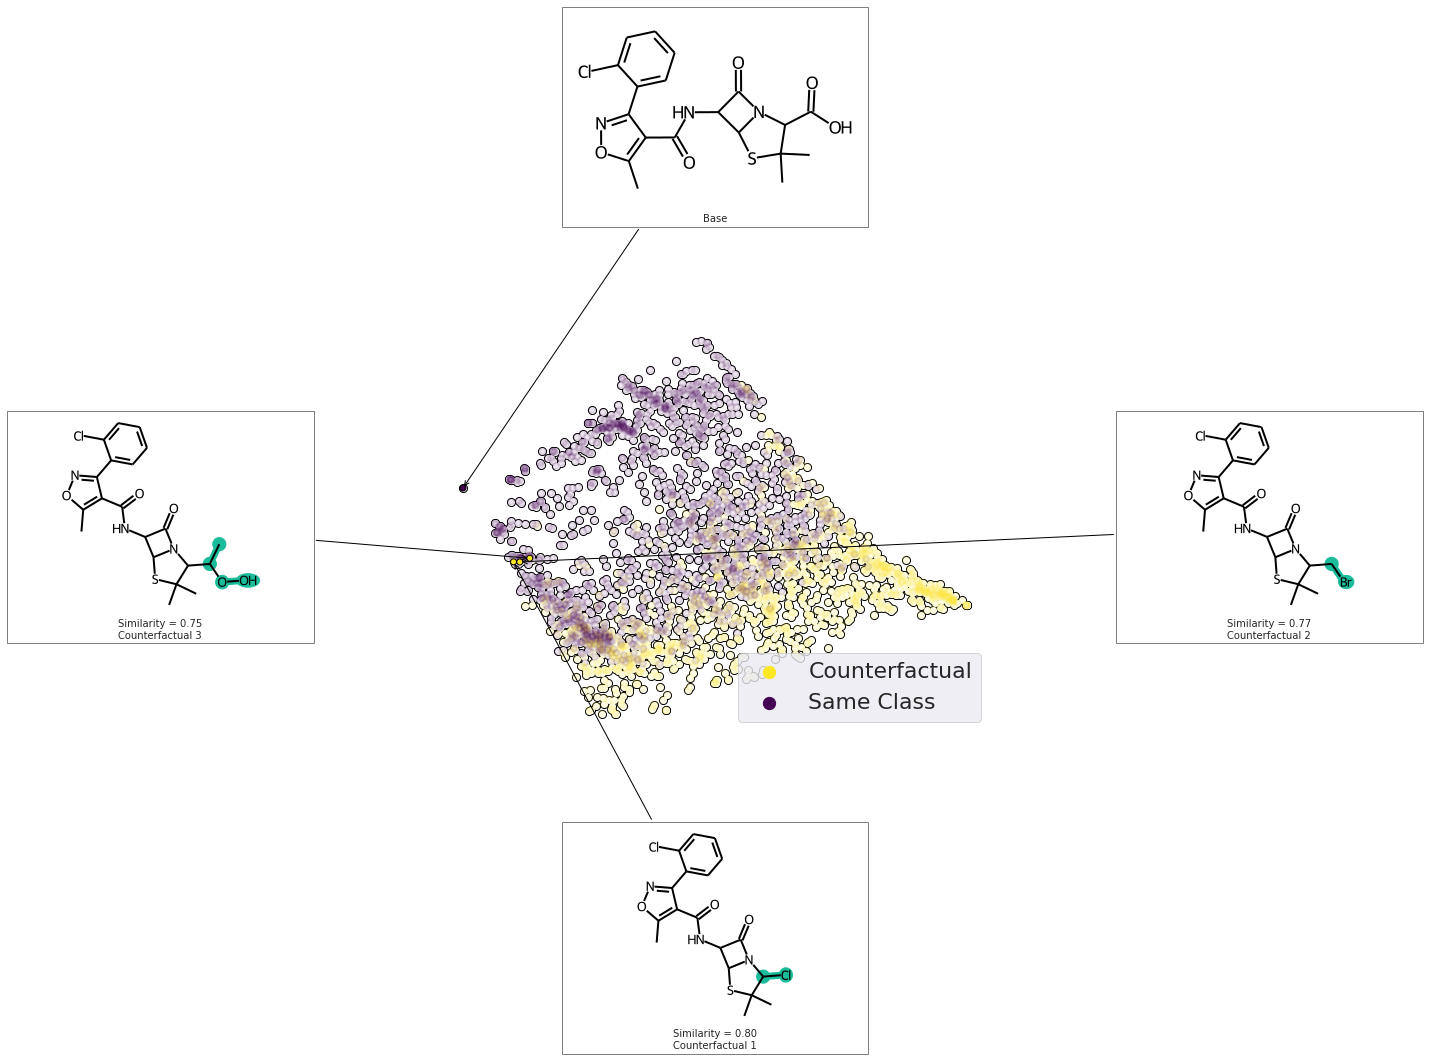 Cl
N
O
HN
O
O
N
S
O
OH
Base
Cl
N
O
O
HN
O
N
S
O
OH
Similarity = 0.75
Counterfactual 3
Cl
N
O
O
HN
O
N
S
Br
Similarity = 0.77
Counterfactual 2
Counterfactual
Same Class
Cl
N
O
O
HN
O
N
S
Cl
Similarity = 0.80
Counterfactual 1